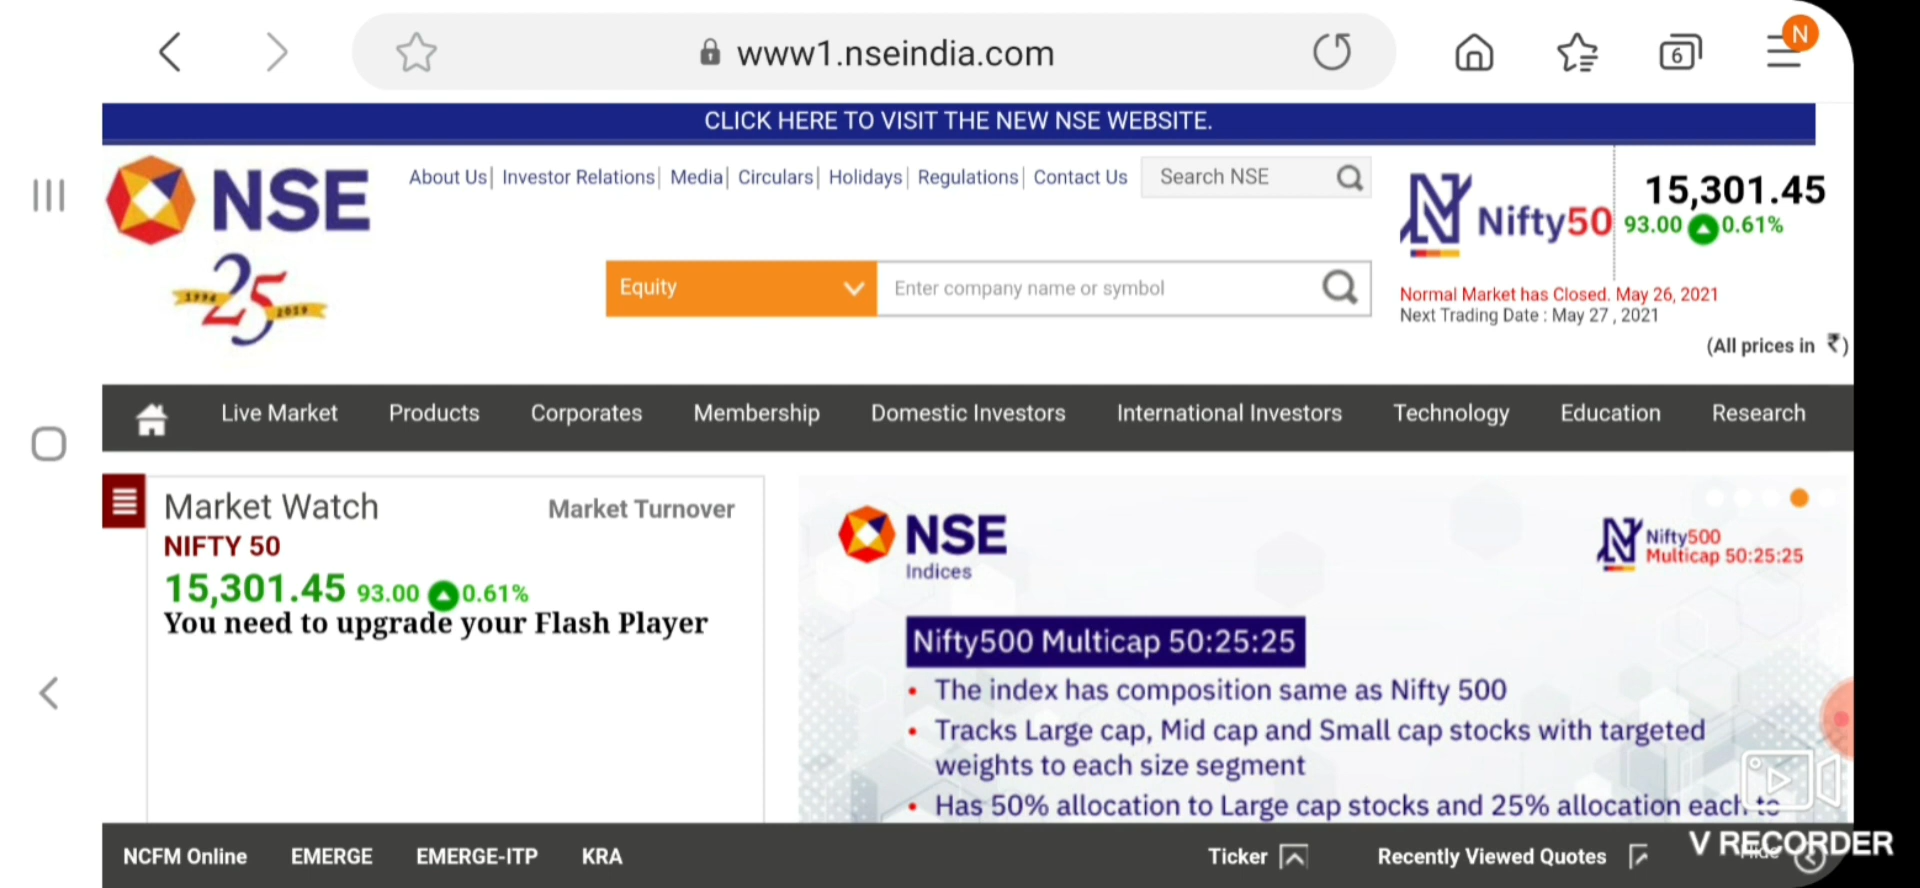 www1.nseindia.com
6
N
CLICK HERE TO VISIT THE NEW NSE WEBSITE.
NSE
About Us| Investor Relations| Media| Circulars| Holidays| Regulations| Contact Us
Search NSE
Nifty50
15,301.45
93.00 0.61%
1994 25 2019
Equity
Enter company name or symbol
Normal Market has Closed. May 26, 2021
Next Trading Date : May 27 , 2021
(All prices in ₹)
Live Market Products Corporates Membership Domestic Investors International Investors Technology Education Research
Market Watch Market Turnover
NIFTY 50
15,301.45 93.00 0.61%
You need to upgrade your Flash Player
NSE
Indices
Nifty500
Multicap 50:25:25
Nifty500 Multicap 50:25:25
• The index has composition same as Nifty 500
• Tracks Large cap, Mid cap and Small cap stocks with targeted
weights to each size segment
• Has 50% allocation to Large cap stocks and 25% allocation each to
NCFM Online EMERGE EMERGE-ITP KRA Ticker Recently Viewed Quotes Hide
V RECORDER